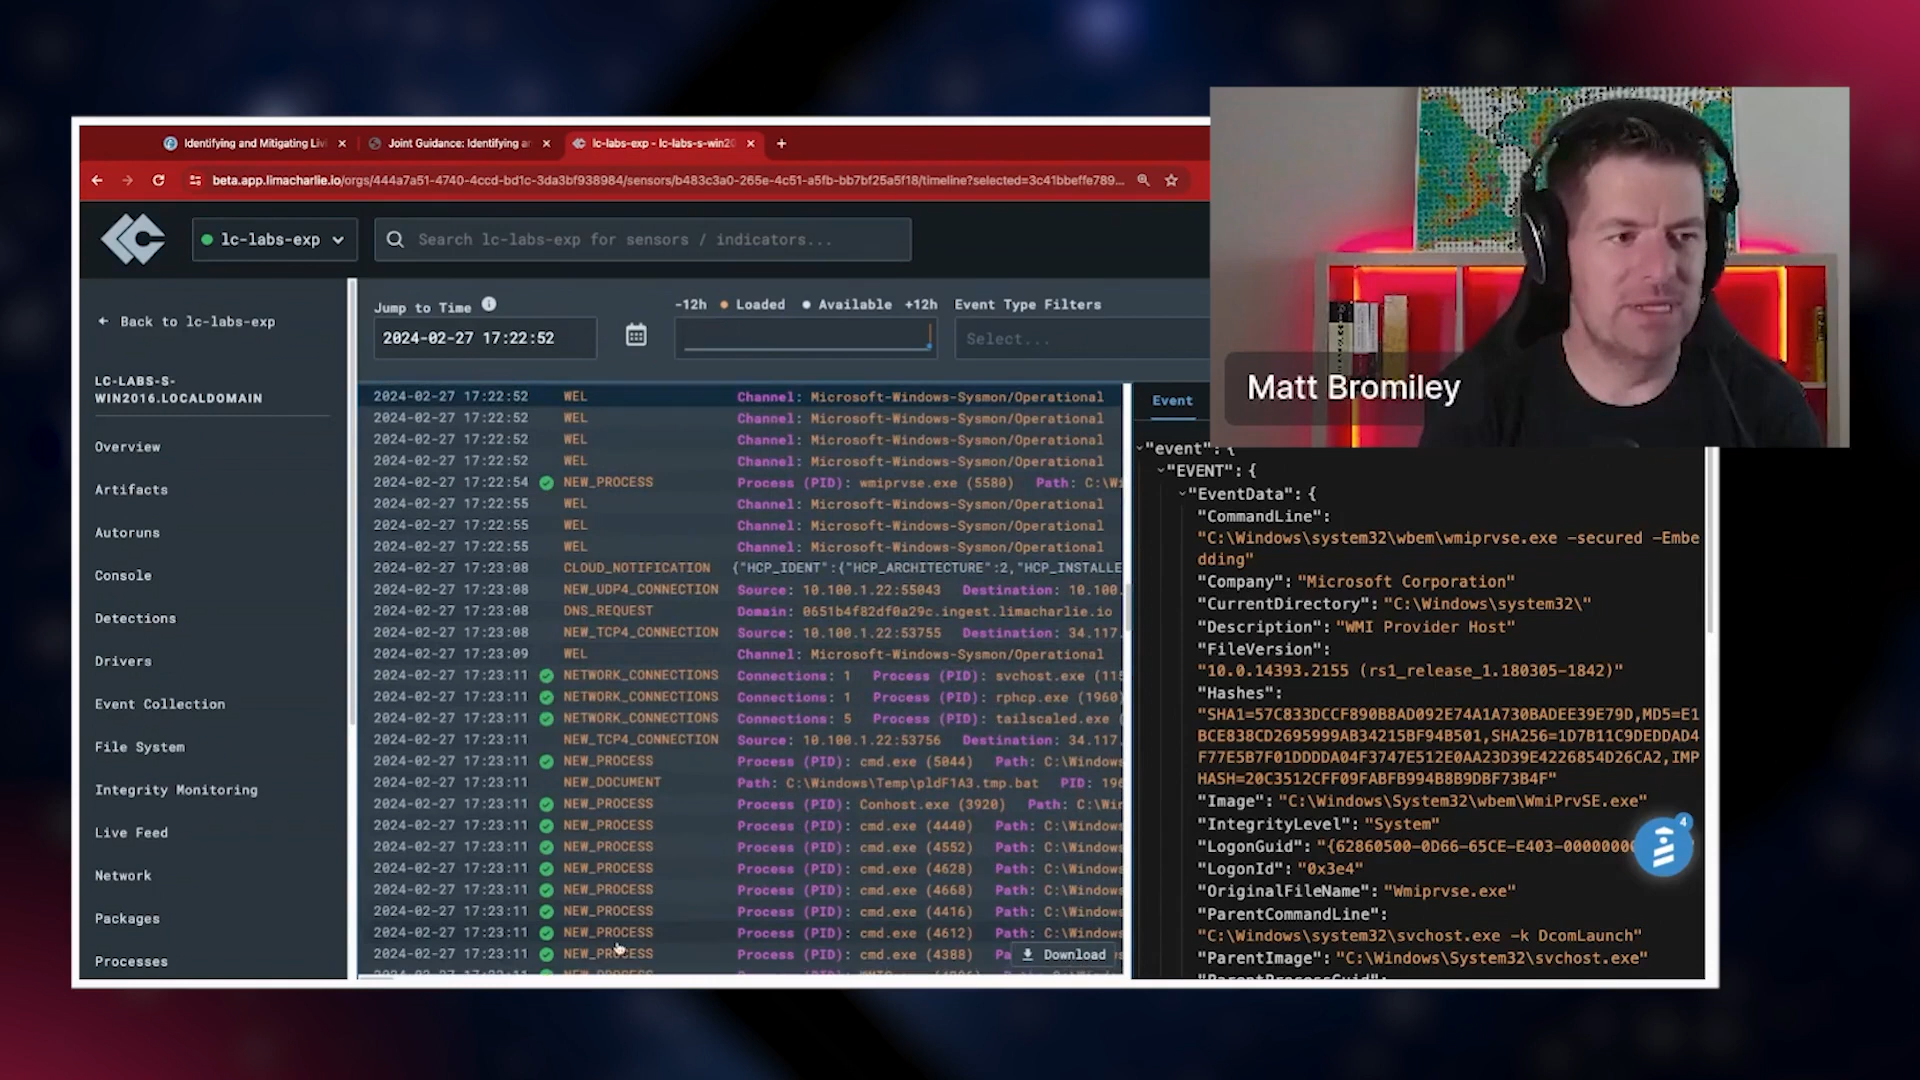 Identifying and Mitigating Livi
Joint Guidance: Identifying an
lc-labs-exp - lc-labs-s-win20
beta.app.limacharlie.io/orgs/444a7a51-4740-4ccd-bd1c-3da3bf938984/sensors/b483c3a0-265e-4c51-a5fb-bb7bf25a5f18/timeline?selected=3c41bbeffe789...
lc-labs-exp
Search lc-labs-exp for sensors / indicators...
Back to lc-labs-exp
LC-LABS-S-
WIN2016.LOCALDOMAIN
Overview
Artifacts
Autoruns
Console
Detections
Drivers
Event Collection
File System
Integrity Monitoring
Live Feed
Network
Packages
Processes
Jump to Time
2024-02-27 17:22:52
-12h Loaded Available +12h
Event Type Filters
Select...
2024-02-27 17:22:52 WEL Channel: Microsoft-Windows-Sysmon/Operational
2024-02-27 17:22:52 WEL Channel: Microsoft-Windows-Sysmon/Operational
2024-02-27 17:22:52 WEL Channel: Microsoft-Windows-Sysmon/Operational
2024-02-27 17:22:52 WEL Channel: Microsoft-Windows-Sysmon/Operational
2024-02-27 17:22:54 NEW_PROCESS Process (PID): wmiprvse.exe (5580) Path: C:\Wi
2024-02-27 17:22:55 WEL Channel: Microsoft-Windows-Sysmon/Operational
2024-02-27 17:22:55 WEL Channel: Microsoft-Windows-Sysmon/Operational
2024-02-27 17:22:55 WEL Channel: Microsoft-Windows-Sysmon/Operational
2024-02-27 17:23:08 CLOUD_NOTIFICATION {"HCP_IDENT":{"HCP_ARCHITECTURE":2,"HCP_INSTALLE
2024-02-27 17:23:08 NEW_UDP4_CONNECTION Source: 10.100.1.22:55043 Destination: 10.100.
2024-02-27 17:23:08 DNS_REQUEST Domain: 0651b4f82df0a29c.ingest.limacharlie.io
2024-02-27 17:23:08 NEW_TCP4_CONNECTION Source: 10.100.1.22:53755 Destination: 34.117.
2024-02-27 17:23:09 WEL Channel: Microsoft-Windows-Sysmon/Operational
2024-02-27 17:23:11 NETWORK_CONNECTIONS Connections: 1 Process (PID): svchost.exe (115
2024-02-27 17:23:11 NETWORK_CONNECTIONS Connections: 1 Process (PID): rphcp.exe (1960)
2024-02-27 17:23:11 NETWORK_CONNECTIONS Connections: 5 Process (PID): tailscaled.exe (
2024-02-27 17:23:11 NEW_TCP4_CONNECTION Source: 10.100.1.22:53756 Destination: 34.117.
2024-02-27 17:23:11 NEW_PROCESS Process (PID): cmd.exe (5044) Path: C:\Windows
2024-02-27 17:23:11 NEW_DOCUMENT Path: C:\Windows\Temp\pldF1A3.tmp.bat PID: 196
2024-02-27 17:23:11 NEW_PROCESS Process (PID): Conhost.exe (3920) Path: C:\Win
2024-02-27 17:23:11 NEW_PROCESS Process (PID): cmd.exe (4440) Path: C:\Windows
2024-02-27 17:23:11 NEW_PROCESS Process (PID): cmd.exe (4552) Path: C:\Windows
2024-02-27 17:23:11 NEW_PROCESS Process (PID): cmd.exe (4628) Path: C:\Windows
2024-02-27 17:23:11 NEW_PROCESS Process (PID): cmd.exe (4668) Path: C:\Windows
2024-02-27 17:23:11 NEW_PROCESS Process (PID): cmd.exe (4416) Path: C:\Windows
2024-02-27 17:23:11 NEW_PROCESS Process (PID): cmd.exe (4612) Path: C:\Windows
2024-02-27 17:23:11 NEW_PROCESS Process (PID): cmd.exe (4388)
Download
Event
"event": {
"EVENT": {
"EventData": {
"CommandLine":
"C:\Windows\system32\wbem\wmiprvse.exe -secured -Embe
dding"
"Company": "Microsoft Corporation"
"CurrentDirectory": "C:\Windows\system32\"
"Description": "WMI Provider Host"
"FileVersion":
"10.0.14393.2155 (rs1_release_1.180305-1842)"
"Hashes":
"SHA1=57C833DCCF890B8AD092E74A1A730BADEE39E79D,MD5=E1
BCE838CD2695999AB34215BF94B501,SHA256=1D7B11C9DEDDAD4
F77E5B7F01DDDDA04F3747E512E0AA23D39E4226854D26CA2,IMP
HASH=20C3512CFF09FABFB994B8B9DBF73B4F"
"Image": "C:\Windows\System32\wbem\WmiPrvSE.exe"
"IntegrityLevel": "System"
"LogonGuid": "{62860500-0D66-65CE-E403-0000000
"LogonId": "0x3e4"
"OriginalFileName": "Wmiprvse.exe"
"ParentCommandLine":
"C:\Windows\system32\svchost.exe -k DcomLaunch"
"ParentImage": "C:\Windows\System32\svchost.exe"
4
Matt Bromiley